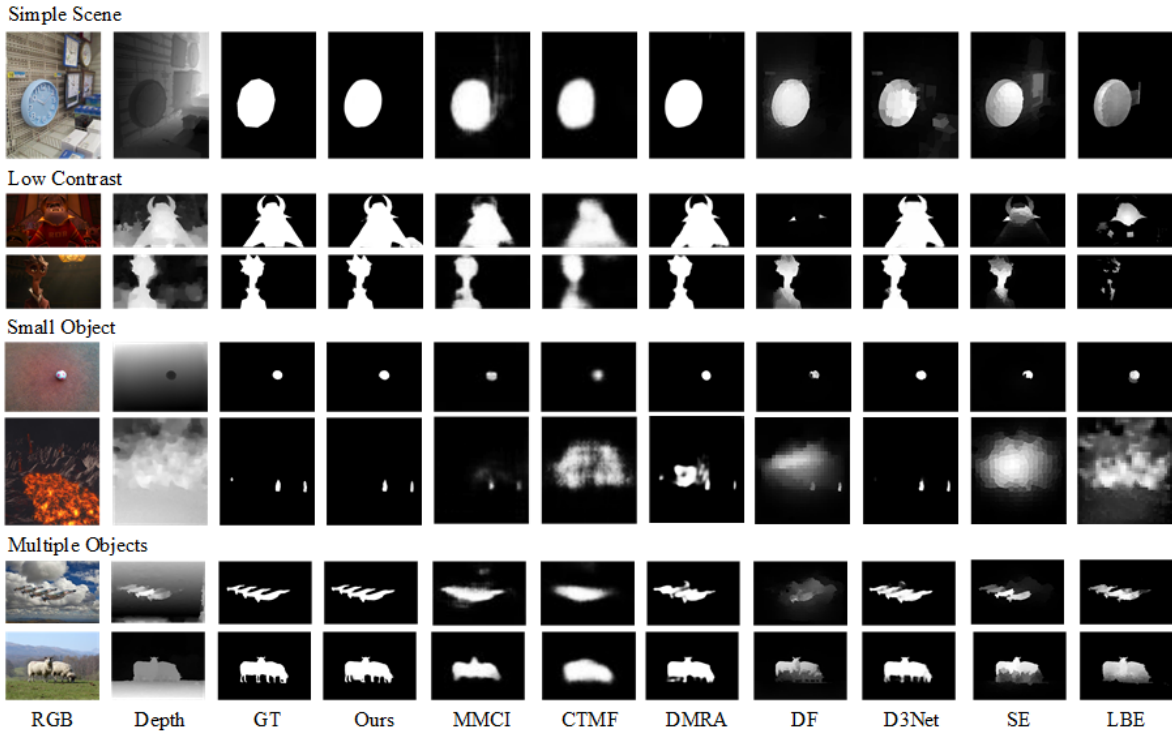 Simple Scene
Low Contrast
Small Object
Multiple Objects
RGB Depth GT Ours MMCI CTMF DMRA DF D3Net SE LBE